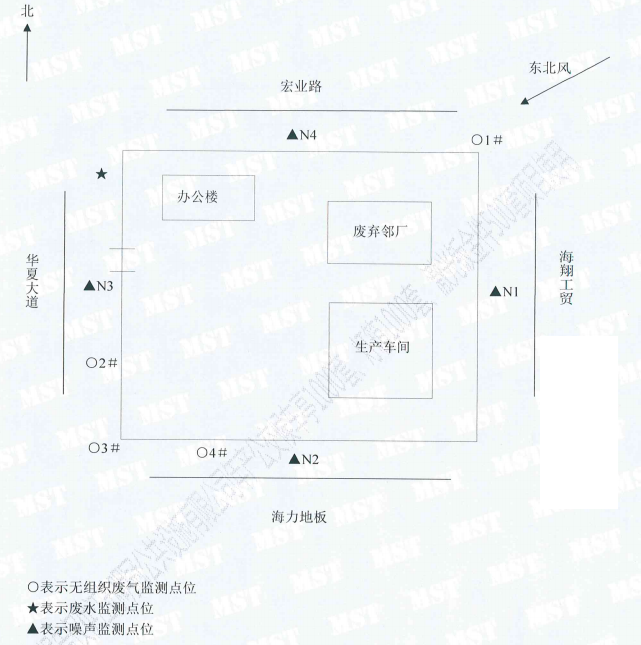 北
东北风
宏业路
▲N4
○1#
★
办公楼
废弃邻厂
华夏大道
▲N3
▲N1
海翔工贸
生产车间
○2#
○3#
○4#
▲N2
海力地板
○表示无组织废气监测点位
★表示废水监测点位
▲表示噪声监测点位
MST